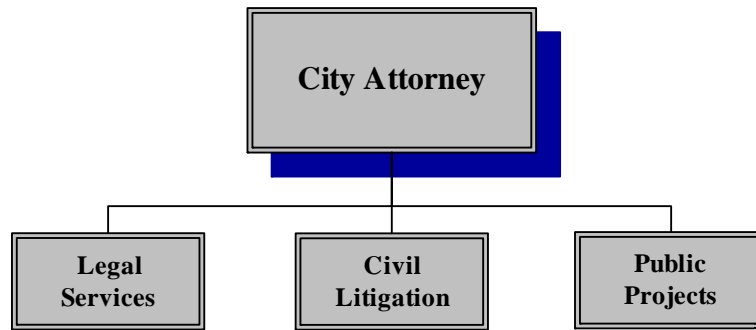 City Attorney
Legal
Services
Civil
Litigation
Public
Projects